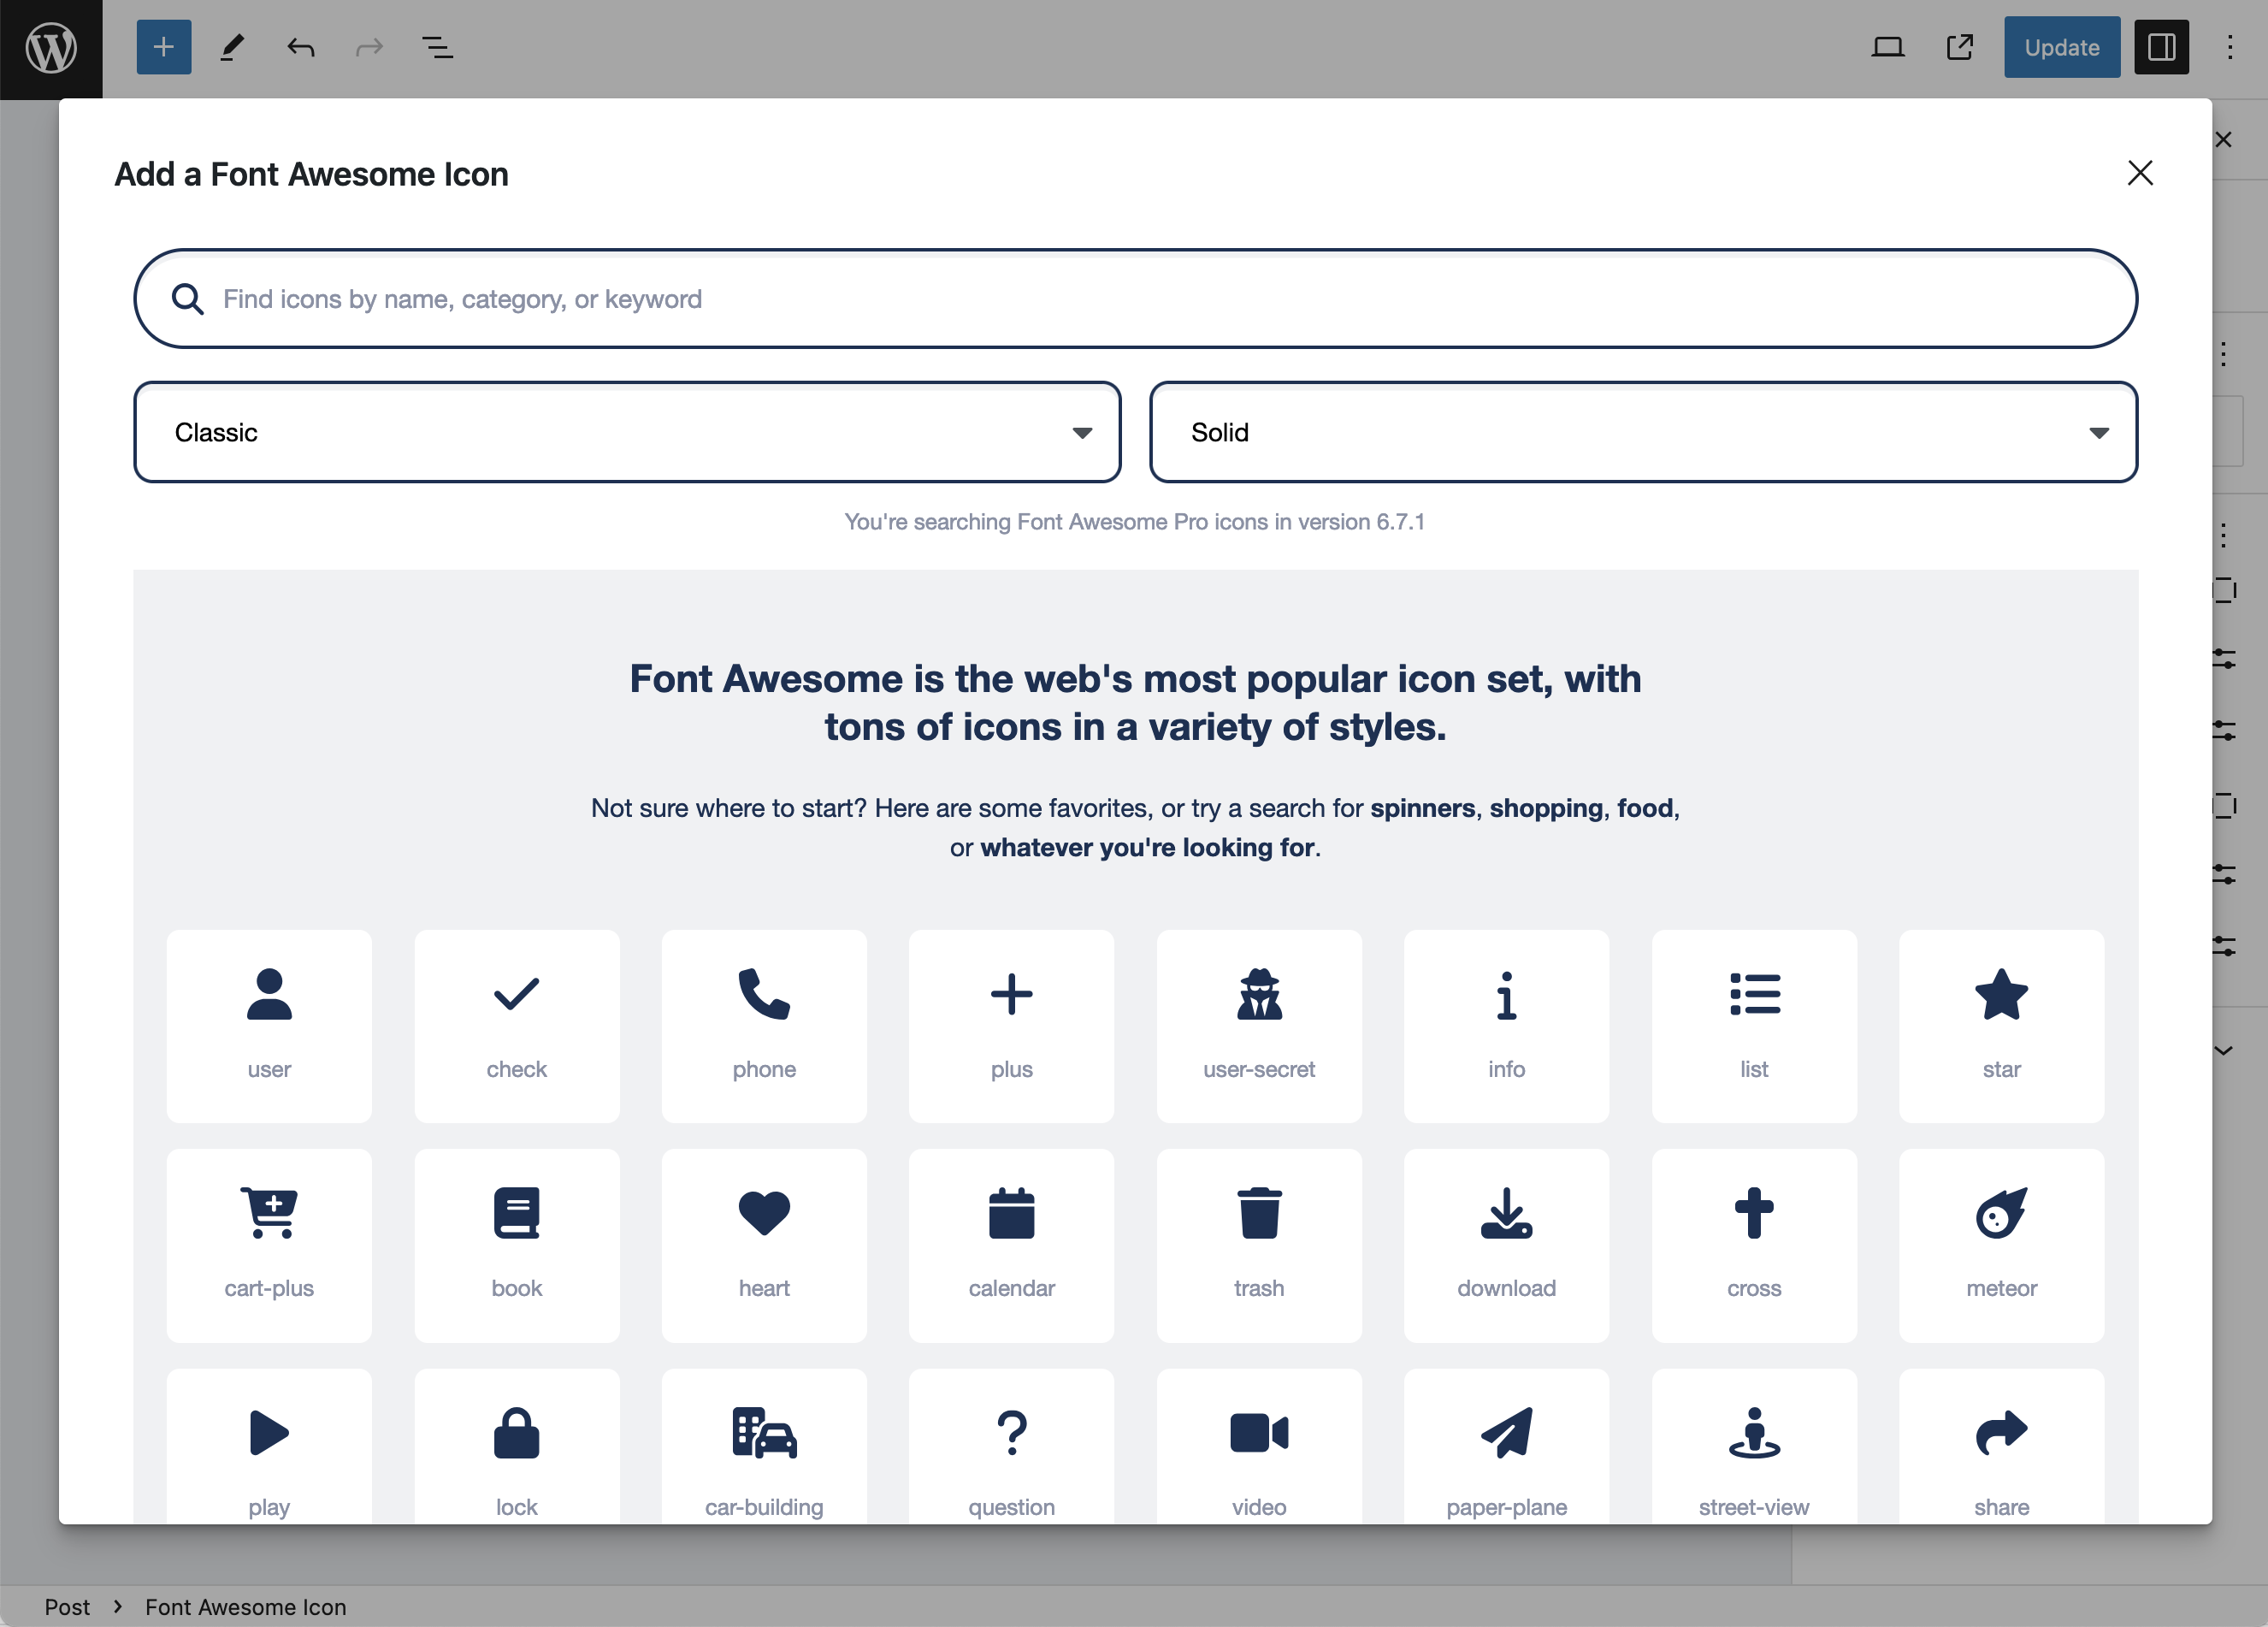 Update
Add a Font Awesome Icon
Find icons by name, category, or keyword
Classic
Solid
You're searching Font Awesome Pro icons in version 6.7.1
Font Awesome is the web's most popular icon set, with
tons of icons in a variety of styles.
Not sure where to start? Here are some favorites, or try a search for spinners, shopping, food,
or whatever you're looking for.
user
check
phone
plus
user-secret
info
list
star
cart-plus
book
heart
calendar
trash
download
cross
meteor
play
lock
car-building
question
video
paper-plane
street-view
share
Post › Font Awesome Icon